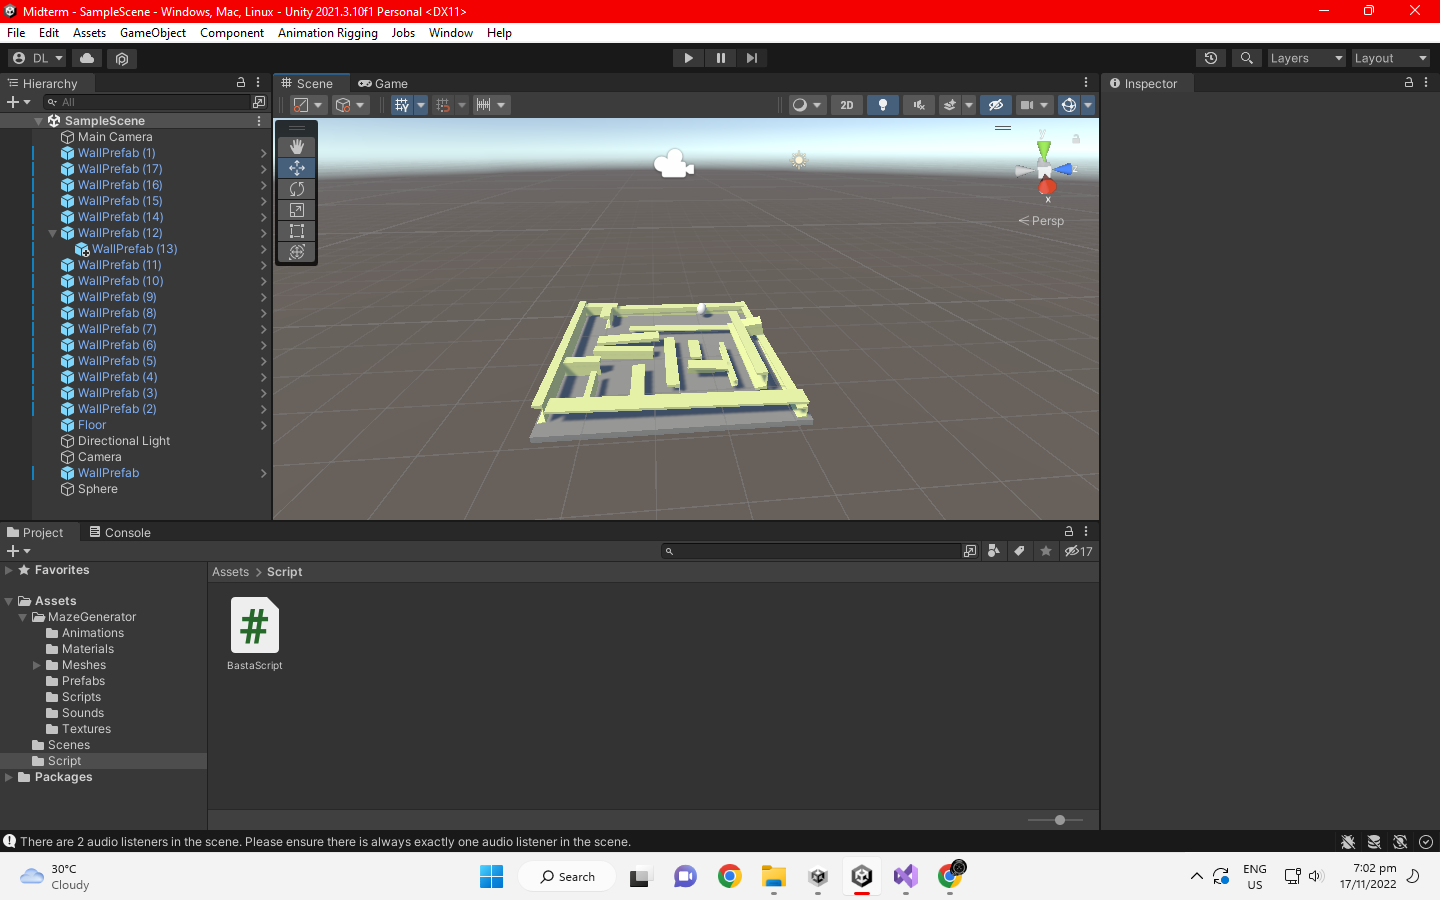 Midterm - SampleScene - Windows, Mac, Linux - Unity 2021.3.10f1 Personal <DX11>
File Edit Assets GameObject Component Animation Rigging Jobs Window Help
DL Layers Layout
Hierarchy
All
SampleScene
Main Camera
WallPrefab (1)
WallPrefab (17)
WallPrefab (16)
WallPrefab (15)
WallPrefab (14)
WallPrefab (12)
WallPrefab (13)
WallPrefab (11)
WallPrefab (10)
WallPrefab (9)
WallPrefab (8)
WallPrefab (7)
WallPrefab (6)
WallPrefab (5)
WallPrefab (4)
WallPrefab (3)
WallPrefab (2)
Floor
Directional Light
Camera
WallPrefab
Sphere
Scene Game
2D
y
z
x
Persp
Inspector
Project Console
17
Favorites
Assets
MazeGenerator
Animations
Materials
Meshes
Prefabs
Scripts
Sounds
Textures
Scenes
Script
Packages
Assets > Script
#
BastaScript
There are 2 audio listeners in the scene. Please ensure there is always exactly one audio listener in the scene.
30°C
Cloudy
Search
ENG
US
7:02 pm
17/11/2022